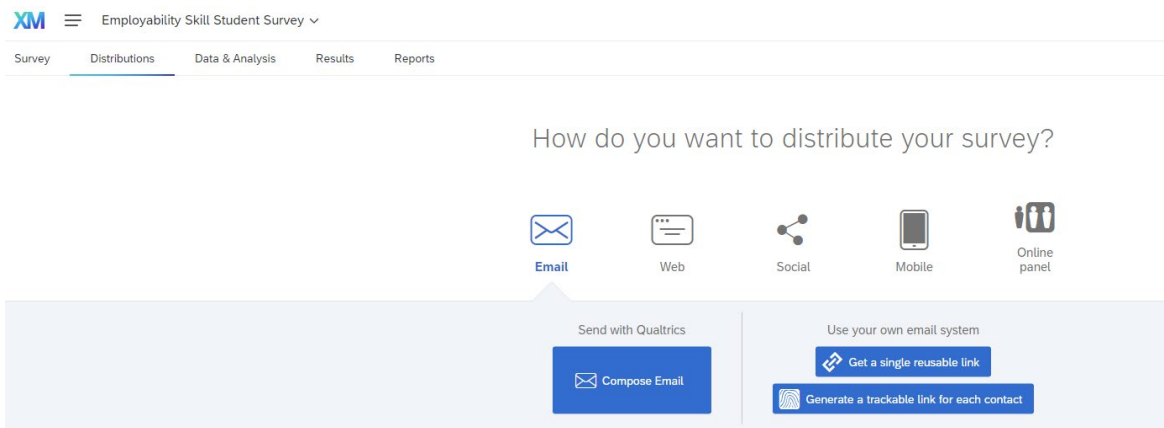 XM Employability Skill Student Survey
Survey Distributions Data & Analysis Results Reports
How do you want to distribute your survey?
Email Web Social Mobile Online panel
Send with Qualtrics
Compose Email
Use your own email system
Get a single reusable link
Generate a trackable link for each contact